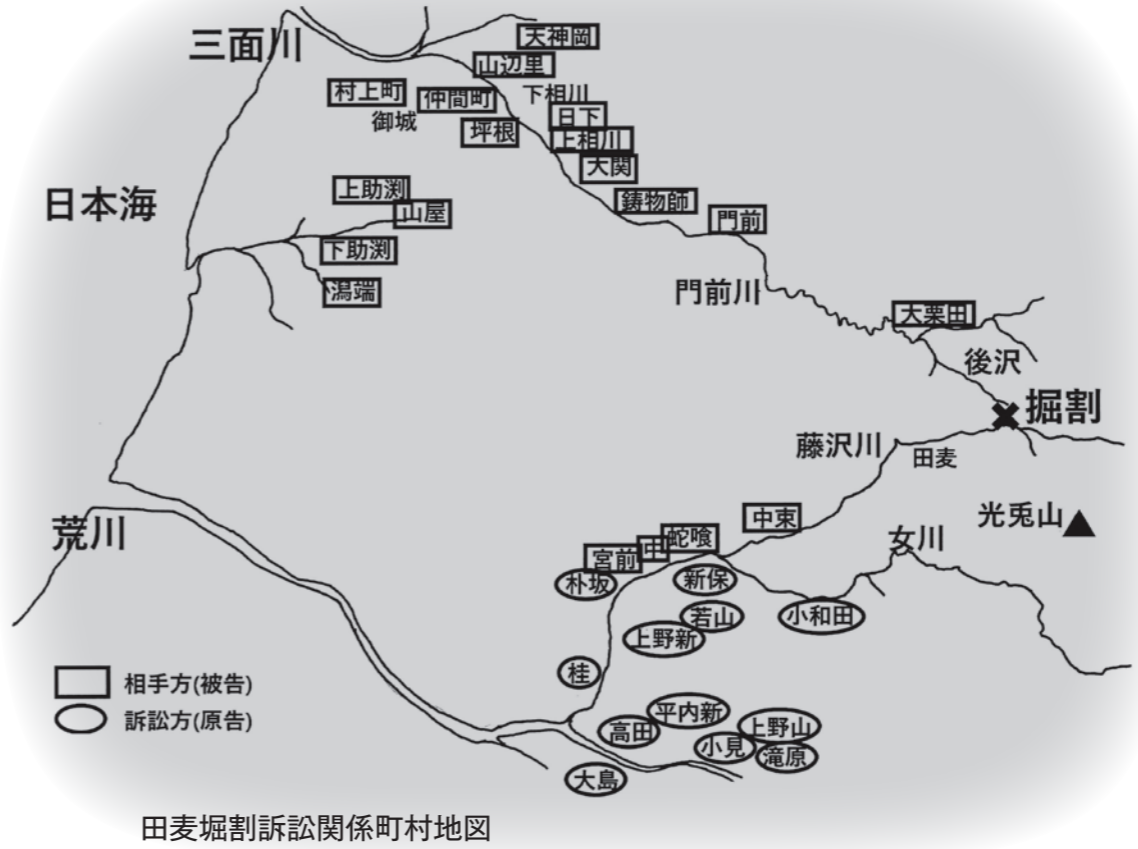 三面川
天神岡
山辺里
村上町
仲間町
下相川
御城
日下
坪根
上相川
大関
上助渕
日本海
鋳物師
山屋
門前
下助渕
潟端
門前川
大栗田
後沢
掘割
藤沢川
田麦
光兎山
荒川
中束
女川
蛇喰
中
宮前
朴坂
新保
若山
小和田
上野新
桂
相手方(被告)
訴訟方(原告)
平内新
高田
上野山
小見
滝原
大島
田麦堀割訴訟関係町村地図